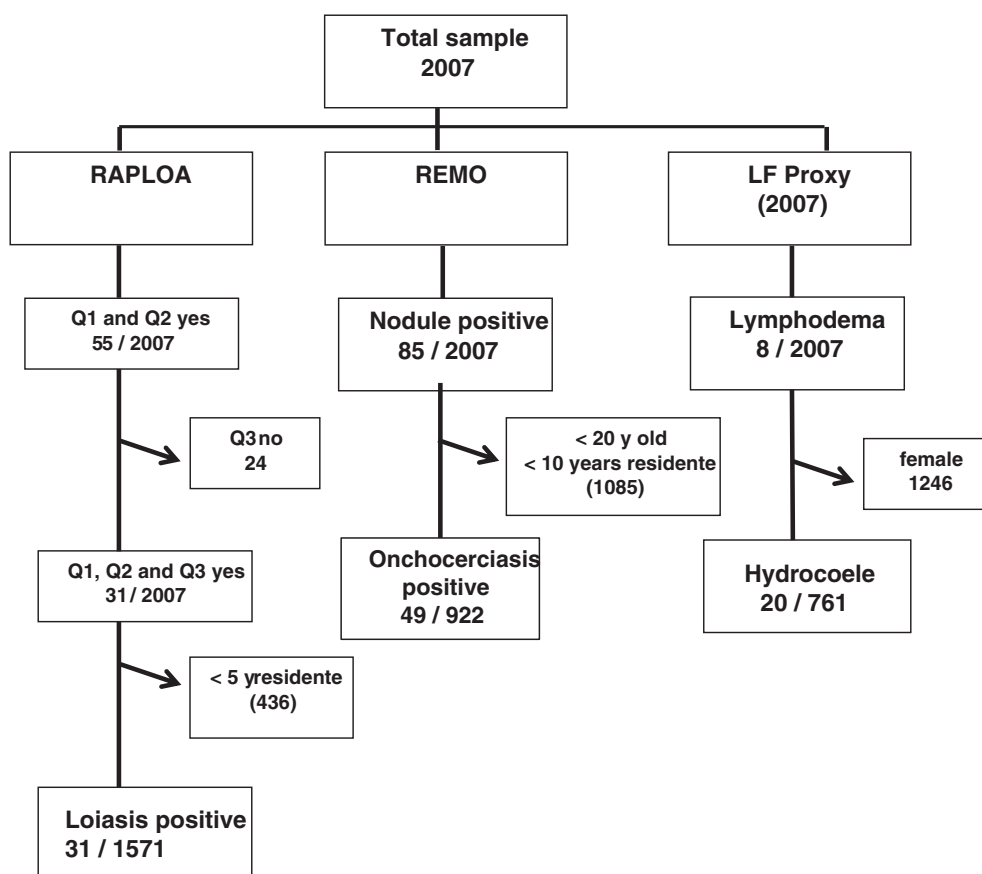 Total sample
2007
RAPLOA
REMO
LF Proxy
(2007)
Q1 and Q2 yes
55 / 2007
Nodule positive
85 / 2007
Lymphodema
8 / 2007
Q3 no
24
< 20 y old
< 10 years residente
(1085)
female
1246
Q1, Q2 and Q3 yes
31 / 2007
Onchocerciasis
positive
49 / 922
Hydrocoele
20 / 761
< 5 yresidente
(436)
Loiasis positive
31 / 1571